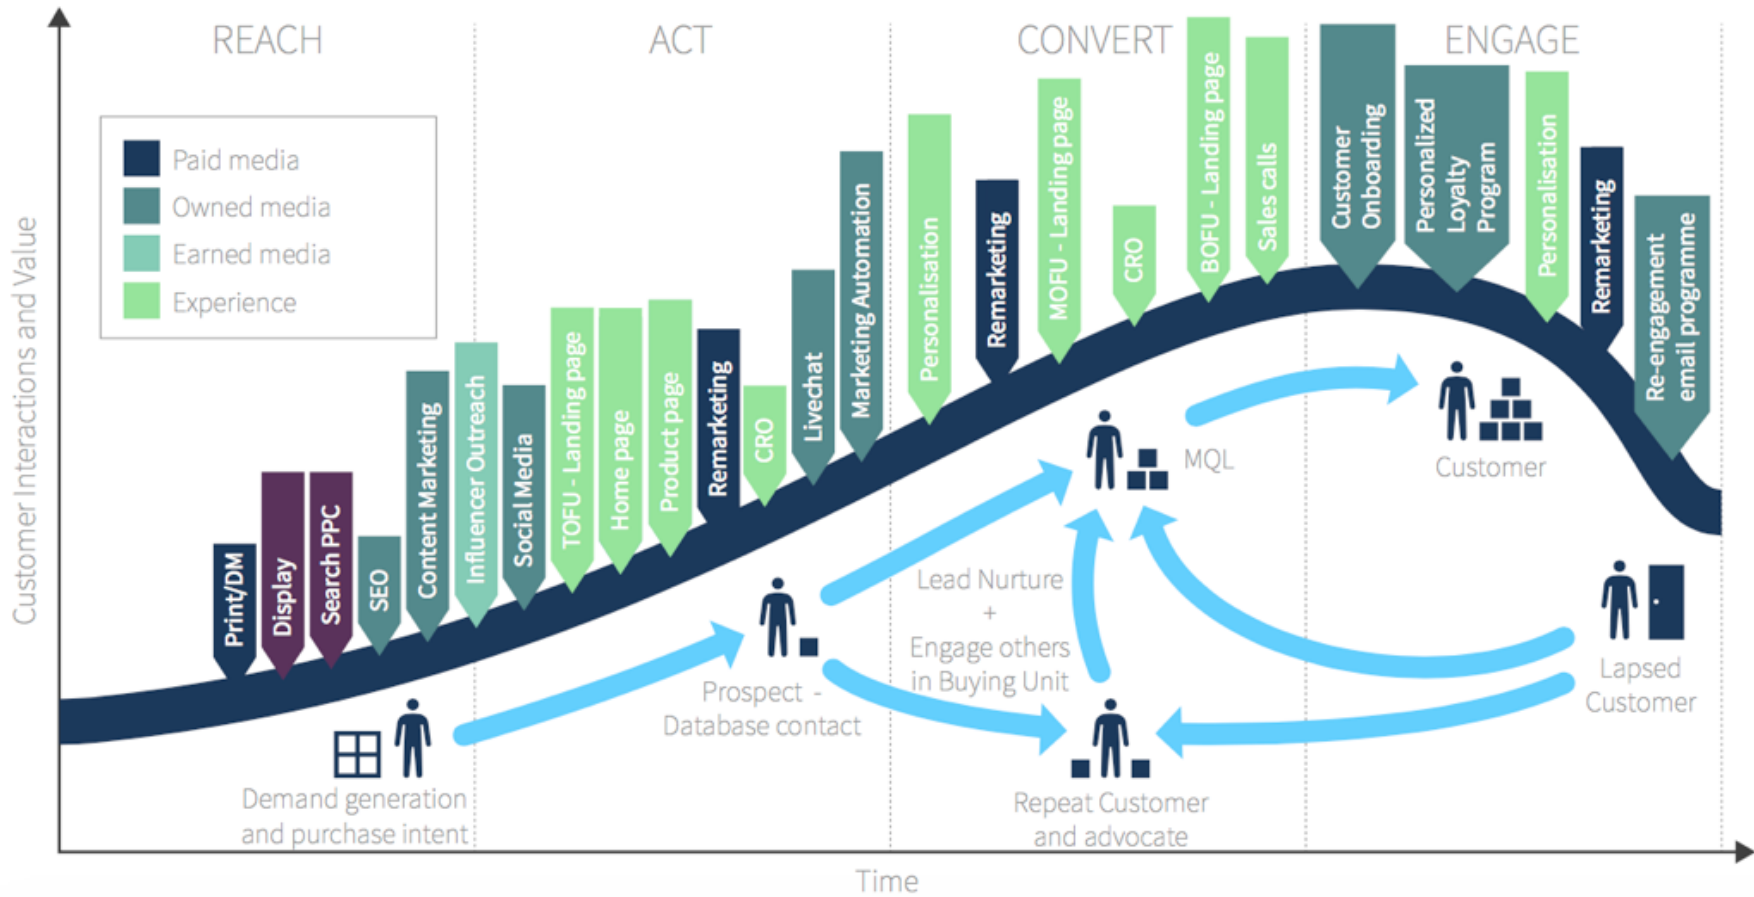 REACH
ACT
CONVERT
ENGAGE
Paid media
Owned media
Earned media
Experience
Customer Interactions and Value
Print/DM
Display
Search PPC
SEO
Content Marketing
Influencer Outreach
Social Media
TOFU - Landing page
Home page
Product page
Remarketing
CRO
Livechat
Marketing Automation
Personalisation
Remarketing
MOFU - Landing page
CRO
BOFU - Landing page
Sales calls
Customer
Onboarding
Personalized
Loyalty
Program
Personalisation
Remarketing
Re-engagement
email programme
Demand generation
and purchase intent
Prospect -
Database contact
Lead Nurture
+
Engage others
in Buying Unit
MQL
Repeat Customer
and advocate
Customer
Lapsed
Customer
Time